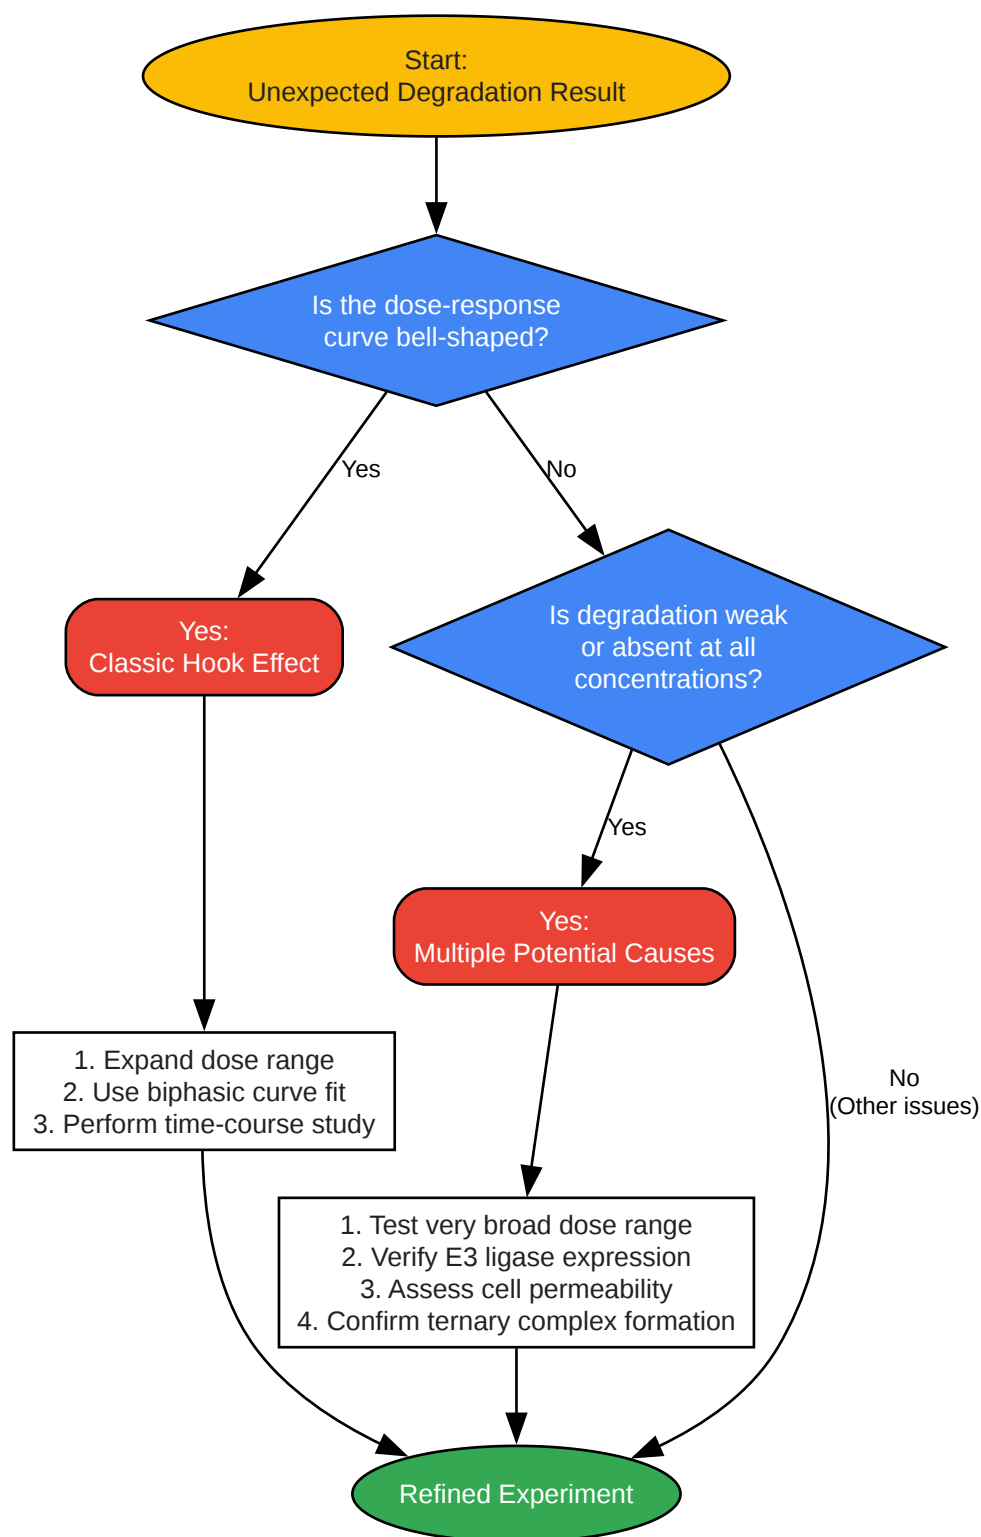 Start:
Unexpected Degradation Result
Is the dose-response
curve bell-shaped?
Yes
No
Yes:
Classic Hook Effect
Is degradation weak
or absent at all
concentrations?
Yes
Yes:
Multiple Potential Causes
1. Expand dose range
2. Use biphasic curve fit
3. Perform time-course study
No
(Other issues)
1. Test very broad dose range
2. Verify E3 ligase expression
3. Assess cell permeability
4. Confirm ternary complex formation
Refined Experiment